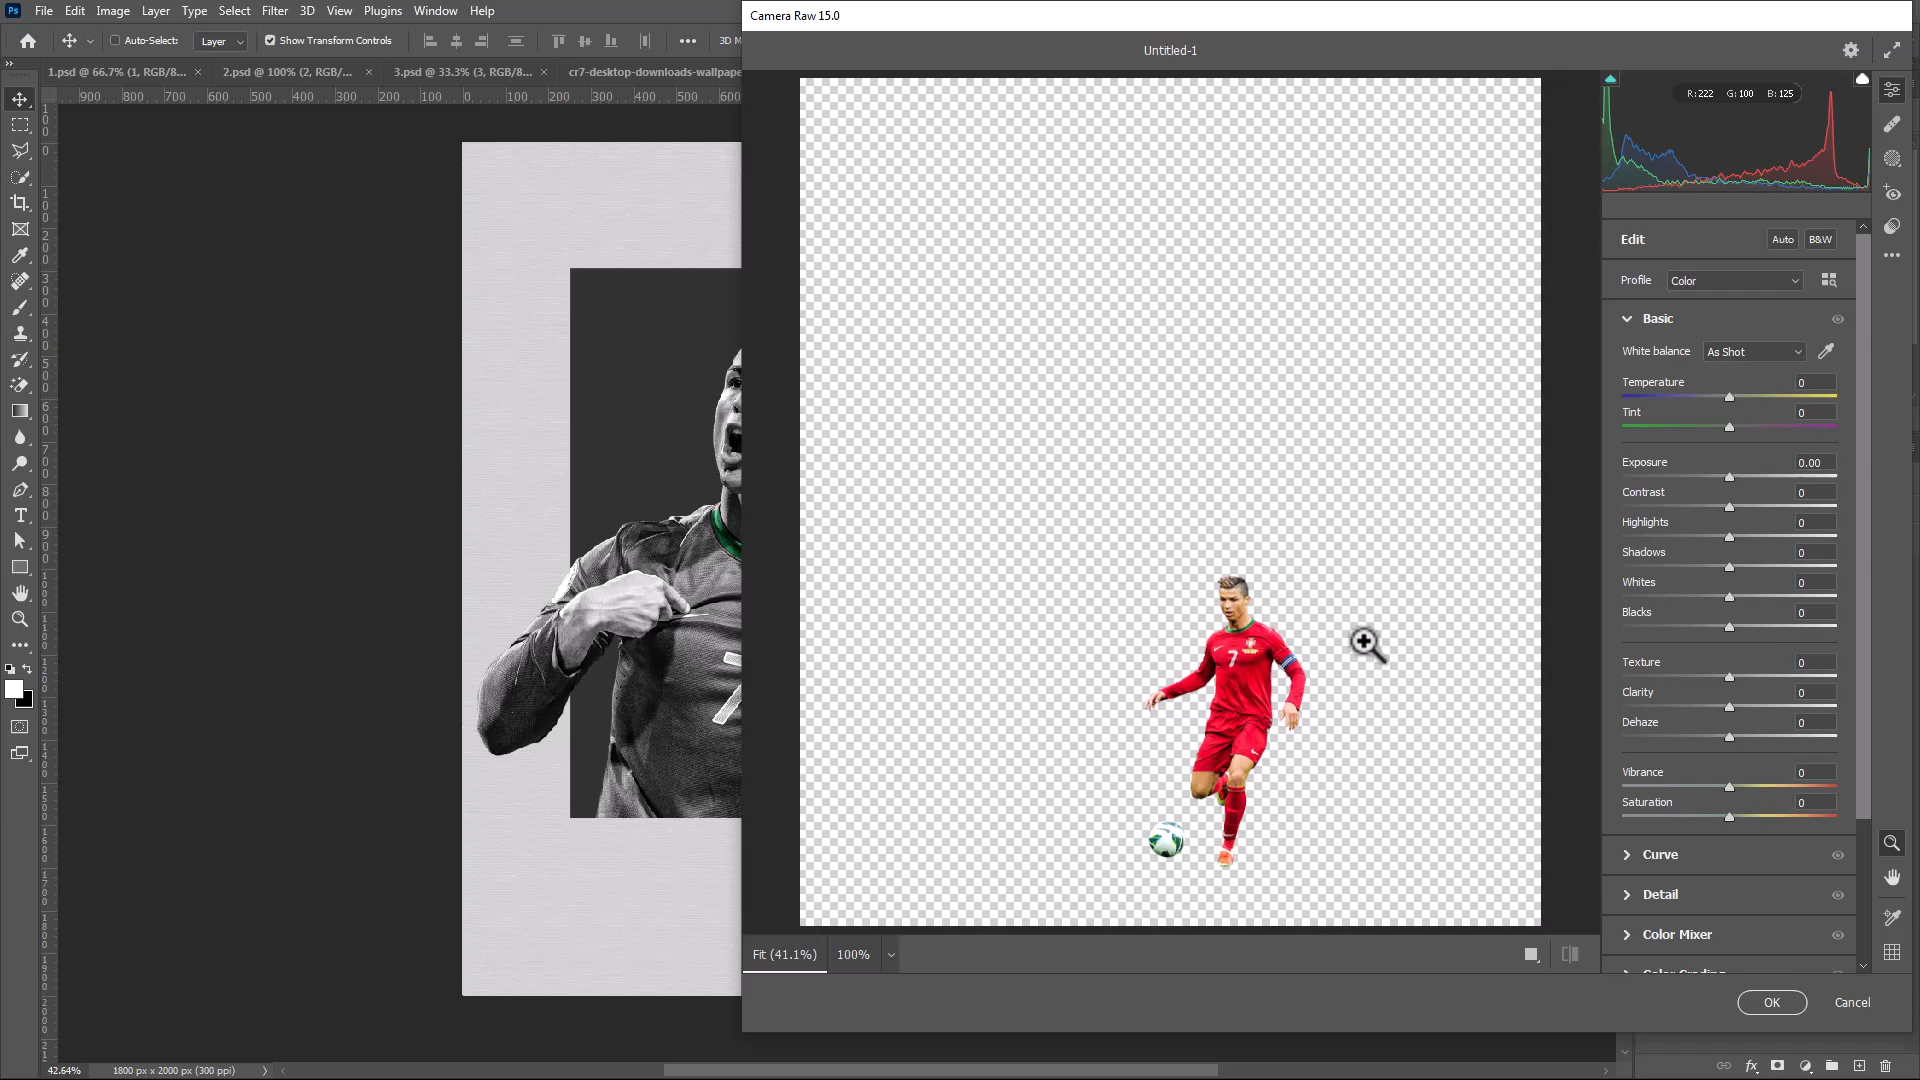 Ps File Edit Image Layer Type Select Filter 3D View Plugins Window Help
Camera Raw 15.0
Auto-Select: Layer Show Transform Controls 3D M
Untitled-1
1.psd @ 66.7% (1, RGB/8... × 2.psd @ 100% (2, RGB/... × 3.psd @ 33.3% (3, RGB/8... × cr7-desktop-downloads-wallpape
900 800 700 600 500 400 300 200 100 0 100 200 300 400 500 600
R: 222 G: 100 B: 125
Edit Auto B&W
Profile Color
Basic
White balance As Shot
Temperature 0
Tint 0
Exposure 0.00
Contrast 0
Highlights 0
Shadows 0
Whites 0
Blacks 0
Texture 0
Clarity 0
Dehaze 0
Vibrance 0
Saturation 0
Curve
Detail
Color Mixer
Color Grading
7
Fit (41.1%) 100%
OK Cancel
42.64% 1800 px x 2000 px (300 ppi)
fx